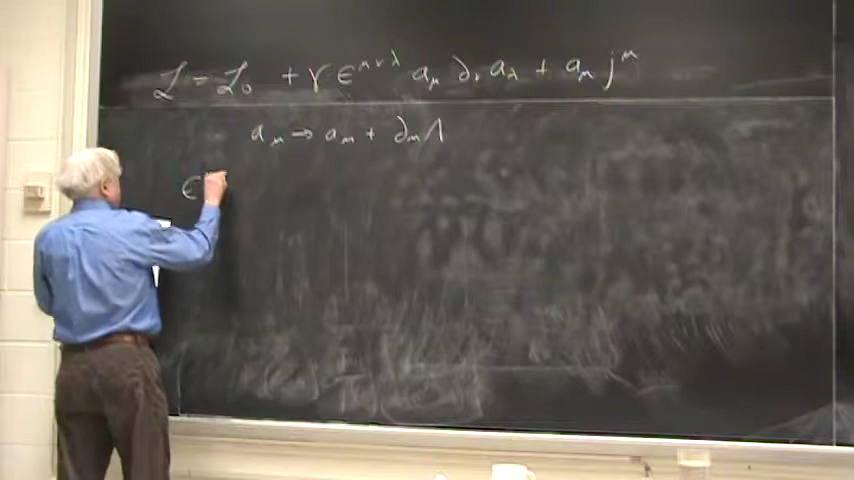 ℒ = ℒ₀ + γ ϵ^{μνλ} a_μ ∂_ν a_λ + a_μ j^μ
a_μ → a_μ + ∂_μ Λ
ϵ